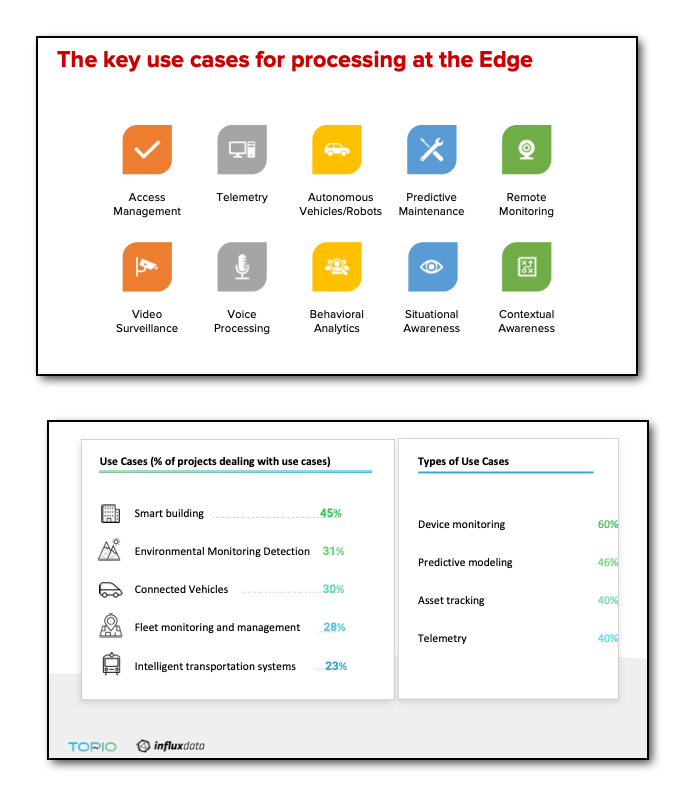 The key use cases for processing at the Edge
Access
Management
Telemetry
Autonomous
Vehicles/Robots
Predictive
Maintenance
Remote
Monitoring
Video
Surveillance
Voice
Processing
Behavioral
Analytics
Situational
Awareness
Contextual
Awareness
Use Cases (% of projects dealing with use cases)
Smart building 45%
Environmental Monitoring Detection 31%
Connected Vehicles 30%
Fleet monitoring and management 28%
Intelligent transportation systems 23%
Types of Use Cases
Device monitoring 60%
Predictive modeling 46%
Asset tracking 40%
Telemetry 40%
TOPIO influxdata